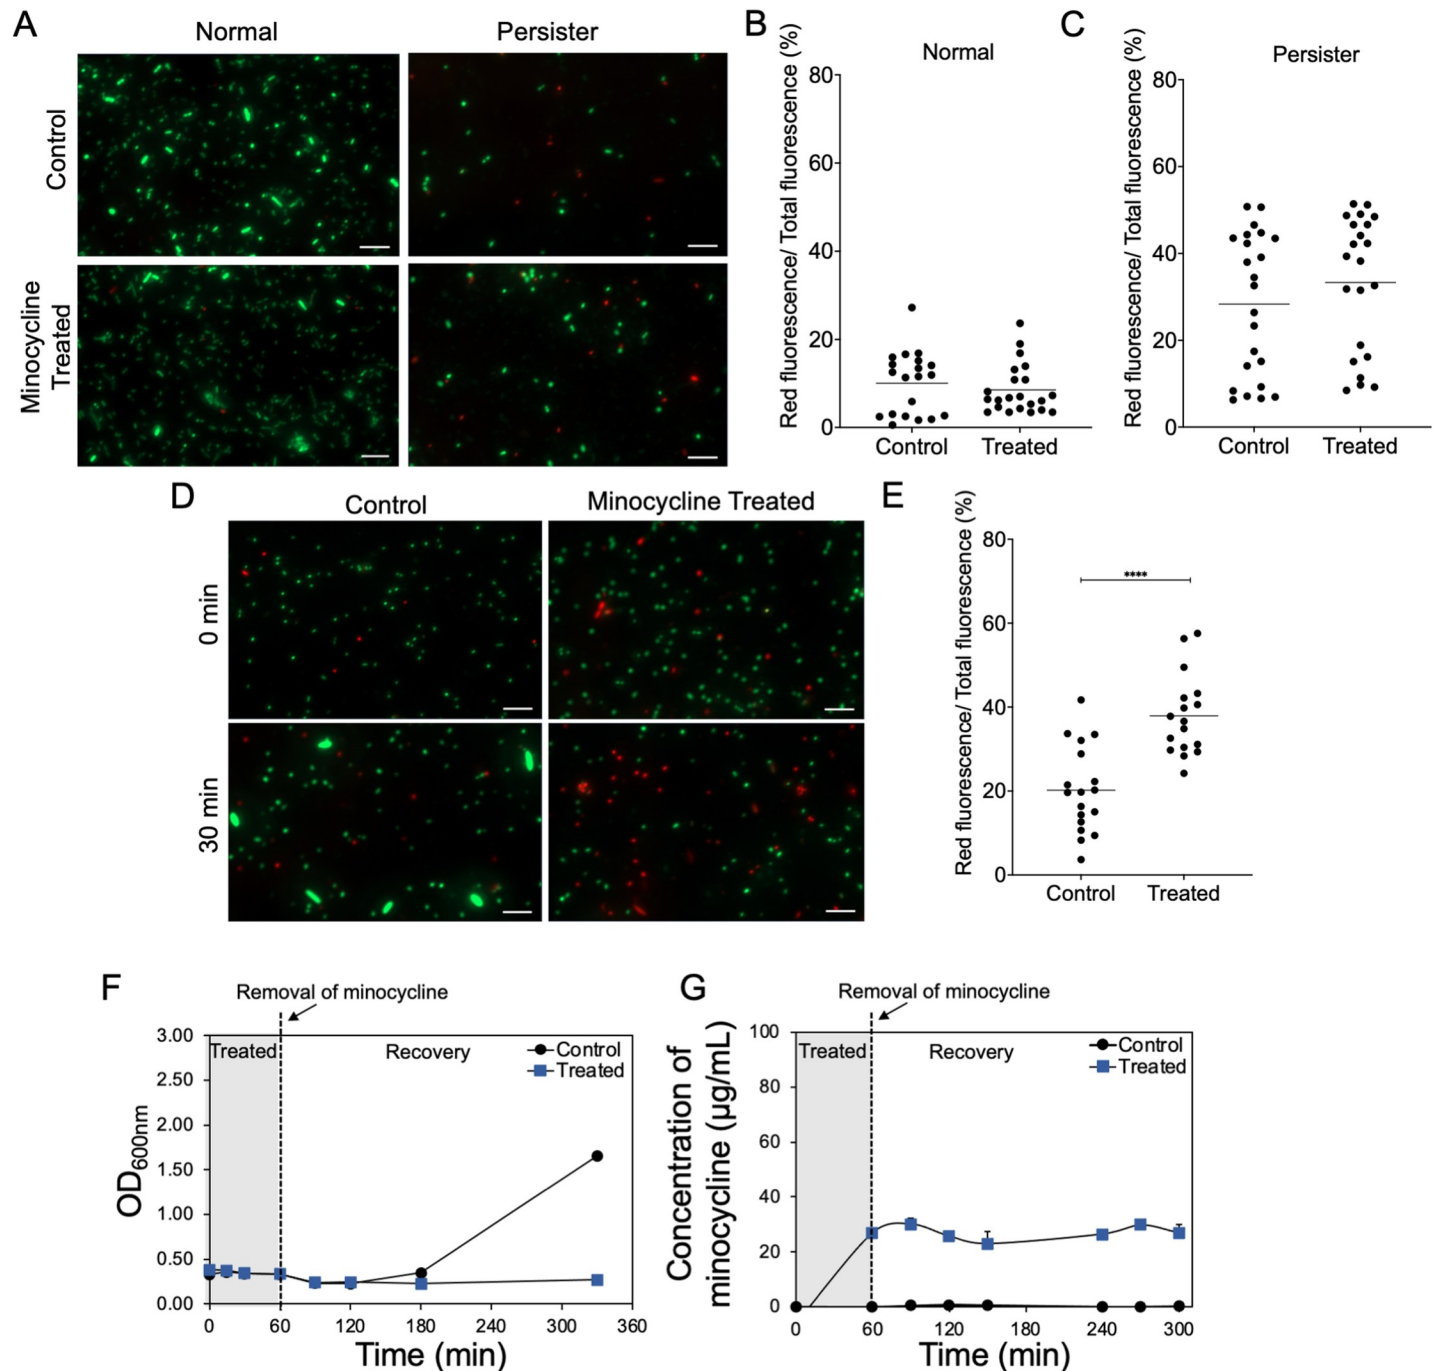 A
Normal
Persister
Control
Minocycline
Treated
B
Normal
Red fluorescence/ Total fluorescence (%)
80
60
40
20
0
Control
Treated
C
Persister
Red fluorescence/ Total fluorescence (%)
80
60
40
20
0
Control
Treated
D
Control
Minocycline Treated
0 min
30 min
E
Red fluorescence/ Total fluorescence (%)
80
60
40
20
0
****
Control
Treated
F
Removal of minocycline
Treated
Recovery
Control
Treated
OD600nm
3.00
2.50
2.00
1.50
1.00
0.50
0.00
0 60 120 180 240 300 360
Time (min)
G
Removal of minocycline
Treated
Recovery
Control
Treated
Concentration of
minocycline (µg/mL)
100
80
60
40
20
0
0 60 120 180 240 300
Time (min)